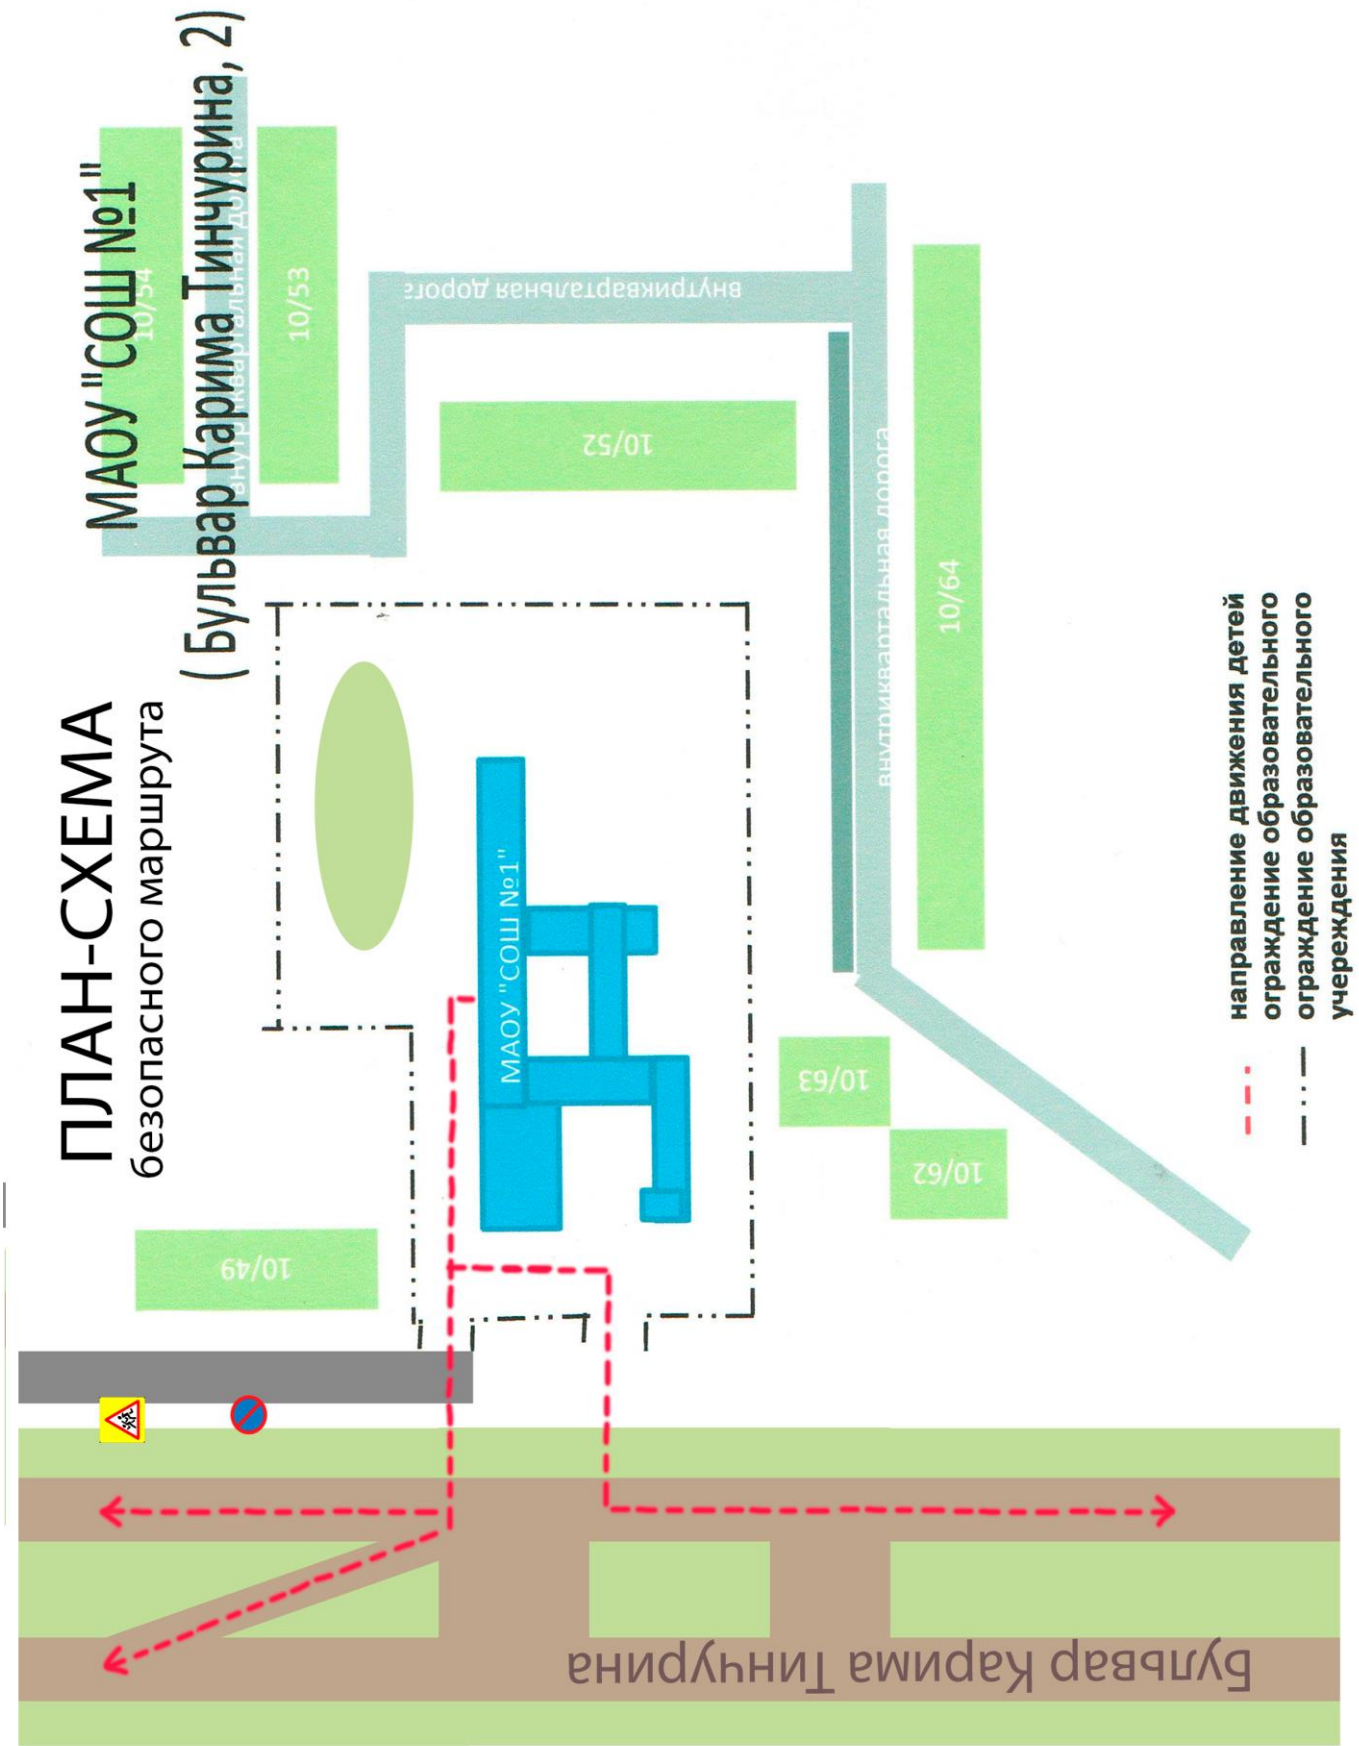 ПЛАН-СХЕМА
безопасного маршрута
МАОУ "СОШ №1"
( Бульвар Карима Тинчурина, 2)
10/54
внутриквартальная дорога
10/53
внутриквартальная дорога
10/52
внутриквартальная дорога
10/64
МАОУ "СОШ №1"
10/63
10/62
10/49
Бульвар Карима Тинчурина
направление движения детей
ограждение образовательного
ограждение образовательного
учереждения